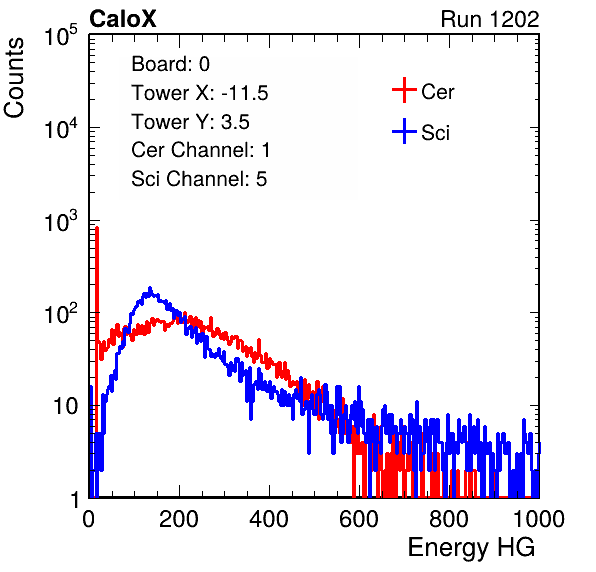 CaloX Run 1202
Counts
10^5
10^4
10^3
10^2
10
1
Board: 0
Tower X: -11.5
Tower Y: 3.5
Cer Channel: 1
Sci Channel: 5
Cer
Sci
0 200 400 600 800 1000
Energy HG